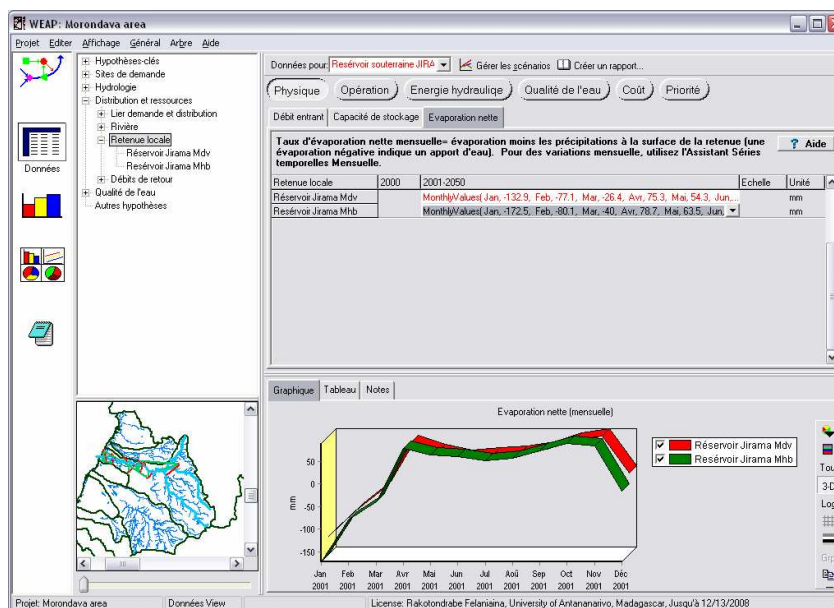 WEAP: Morondava area
Projet Editer Affichage Général Arbre Aide
Hypothèses-clés
Sites de demande
Hydrologie
Distribution et ressources
Lier demande et distribution
Rivière
Retenue locale
Réservoir Jirama Mdv
Resérvoir Jirama Mhb
Débits de retour
Qualité de l'eau
Autres hypothèses
Données
Données pour: Resérvoir souterraine JIRA Gérer les scénarios Créer un rapport...
Physique Opération Energie hydrauliqe Qualité de l'eau Coût Priorité
Débit entrant Capacité de stockage Evaporation nette
Taux d'évaporation nette mensuelle= évaporation moins les précipitations à la surface de la retenue (une
évaporation négative indique un apport d'eau). Pour des variations mensuelle, utilisez l'Assistant Séries
temporelles Mensuelle.
? Aide
Retenue locale 2000 2001-2050 Echelle Unité
Réservoir Jirama Mdv MonthlyValues( Jan, -132.9, Feb, -77.1, Mar, -26.4, Avr, 75.3, Mai, 54.3, Jun,... mm
Resérvoir Jirama Mhb MonthlyValues( Jan, -172.5, Feb, -80.1, Mar, -40, Avr, 78.7, Mai, 63.5, Jun, mm
Graphique Tableau Notes
Evaporation nette (mensuelle)
50
0
-50
-100
-150
mm
Jan Feb Mar Avr Mai Jun Jul Aoû Sep Oct Nov Déc
2001 2001 2001 2001 2001 2001 2001 2001 2001 2001 2001 2001
Réservoir Jirama Mdv
Resérvoir Jirama Mhb
Tou
3-D
Log
Grp
Projet: Morondava area Données View License: Rakotondrabe Felaniaina, University of Antananarivo, Madagascar, Jusqu'à 12/13/2008